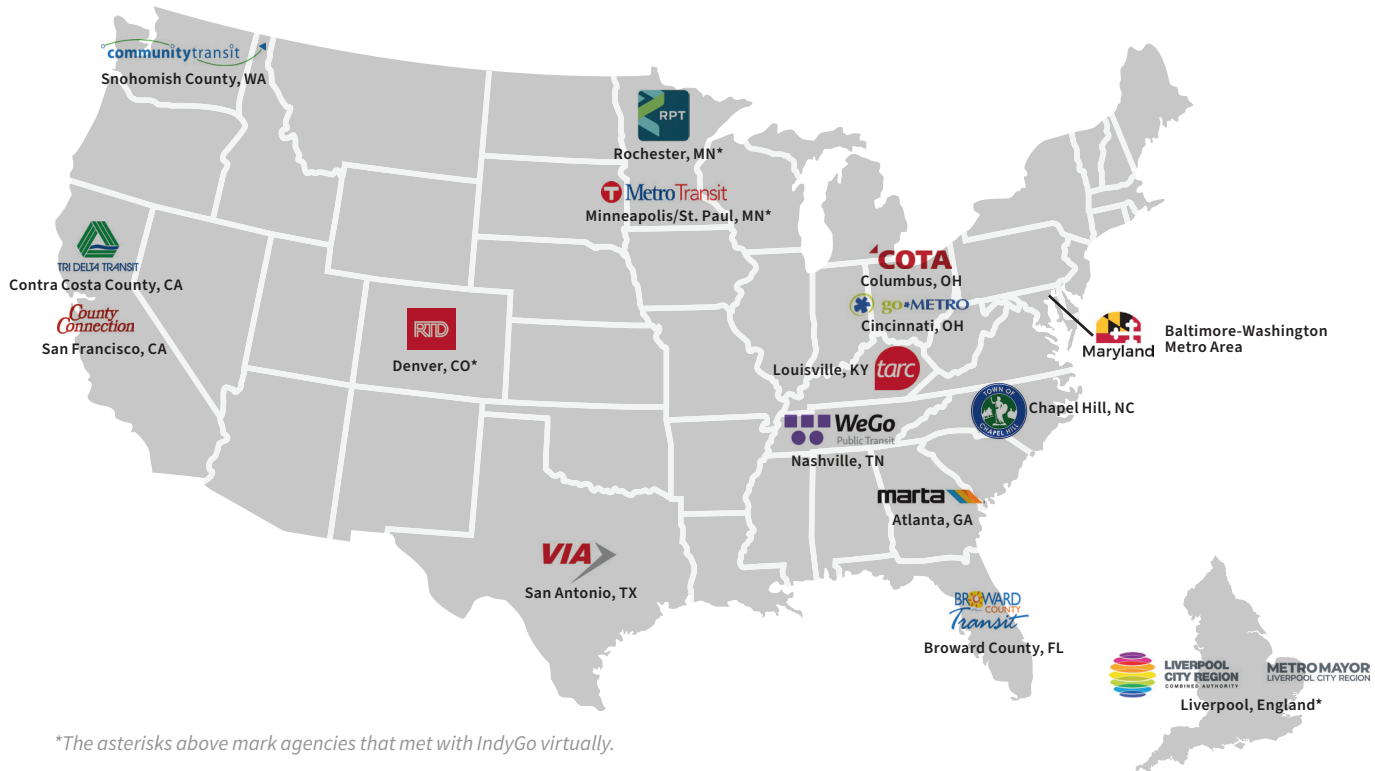 communitytransit
Snohomish County, WA
RPT
Rochester, MN*
T MetroTransit
Minneapolis/St. Paul, MN*
TRI DELTA TRANSIT
Contra Costa County, CA
County
Connection
San Francisco, CA
RTD
Denver, CO*
COTA
Columbus, OH
go*METRO
Cincinnati, OH
Maryland
Baltimore-Washington
Metro Area
Louisville, KY
tarc
TOWN OF
CHAPEL HILL
Chapel Hill, NC
WeGo
Public Transit
Nashville, TN
marta
Atlanta, GA
VIA
San Antonio, TX
BROWARD
COUNTY
Transit
Broward County, FL
LIVERPOOL
CITY REGION
COMBINED AUTHORITY
METROMAYOR
LIVERPOOL CITY REGION
Liverpool, England*
*The asterisks above mark agencies that met with IndyGo virtually.